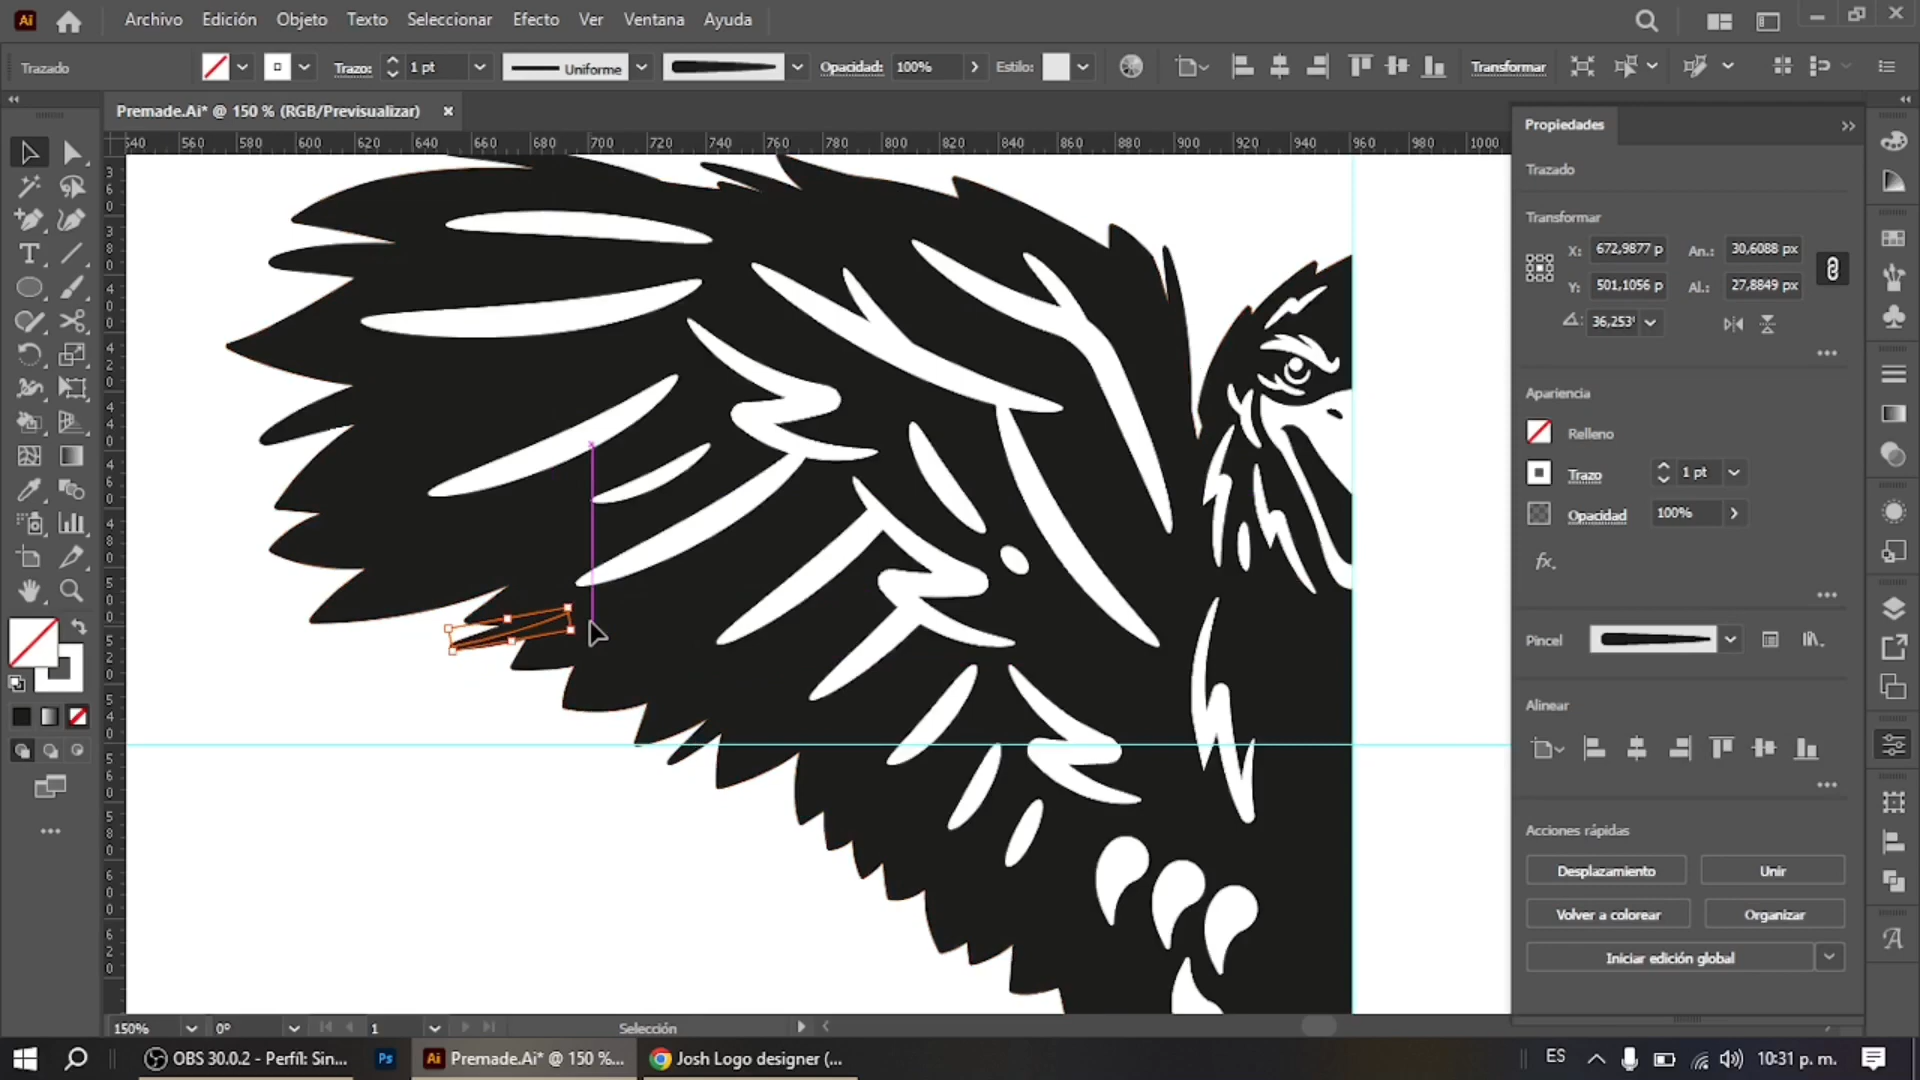 Ai Archivo Edición Objeto Texto Seleccionar Efecto Ver Ventana Ayuda
Trazado Trazo: 1 pt Uniforme Opacidad: 100% Estilo: Transformar
Premade.Ai* @ 150 % (RGB/Previsualizar)
540 560 580 600 620 640 660 680 700 720 740 760 780 800 820 840 860 880 900 920 940 960 980 1000
Propiedades
Trazado
Transformar
X: 672,9877 p An.: 30,6088 px
Y: 501,1056 p Al.: 27,8849 px
36,253°
Apariencia
Relleno
Trazo 1 pt
Opacidad 100%
fx.
Pincel
Alinear
Acciones rápidas
Desplazamiento Unir
Volver a colorear Organizar
Iniciar edición global
150% 0° 1 Selección
OBS 30.0.2 - Perfil: Sin... Ps Ai Premade.Ai* @ 150 %... Josh Logo designer (... ES 10:31 p. m.